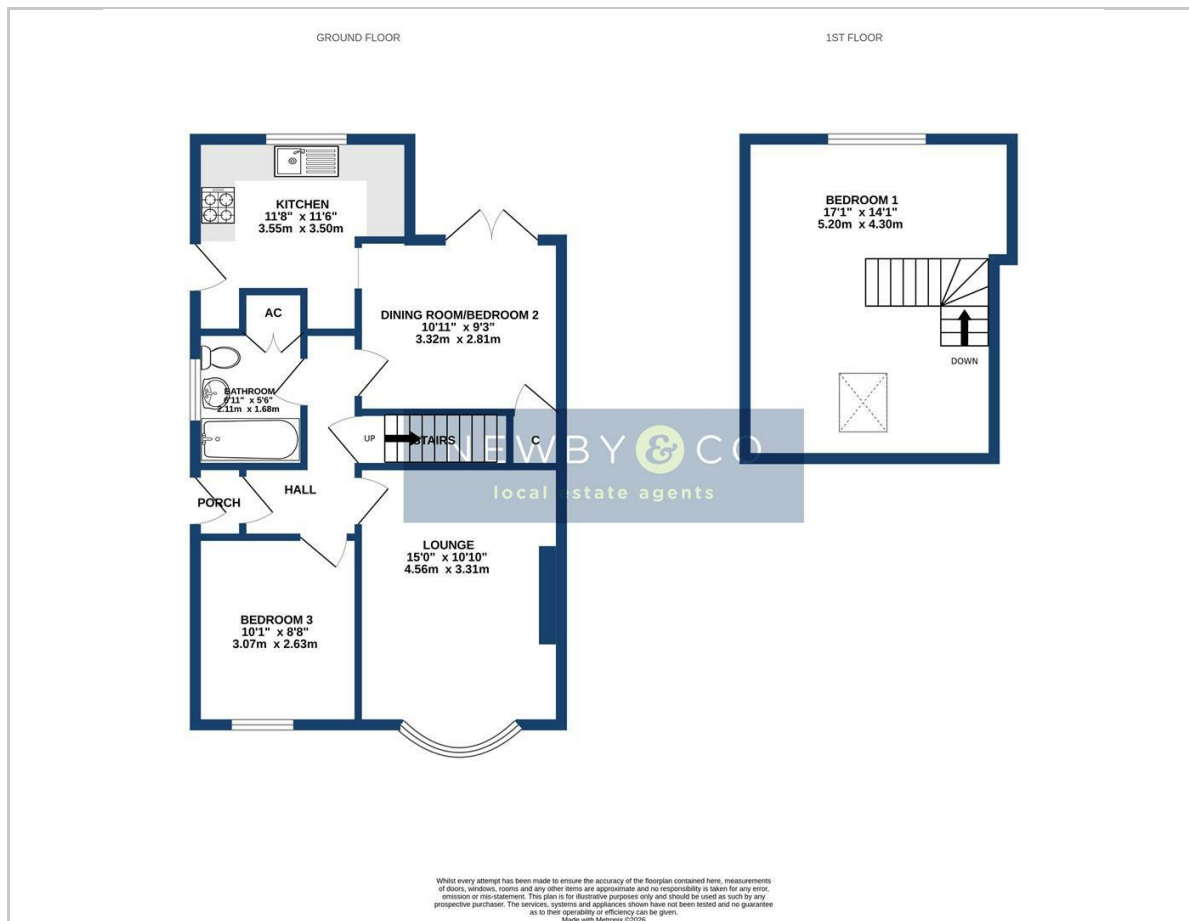 GROUND FLOOR
1ST FLOOR
KITCHEN
11'8" x 11'6"
3.55m x 3.50m
AC
DINING ROOM/BEDROOM 2
10'11" x 9'3"
3.32m x 2.81m
BATHROOM
6'11" x 5'6"
2.11m x 1.68m
UP
STAIRS
C
PORCH
HALL
LOUNGE
15'0" x 10'10"
4.56m x 3.31m
BEDROOM 3
10'1" x 8'8"
3.07m x 2.63m
BEDROOM 1
17'1" x 14'1"
5.20m x 4.30m
DOWN
NEWBY & CO
local estate agents
Whilst every attempt has been made to ensure the accuracy of the floorplan contained here, measurements
of doors, windows, rooms and any other items are approximate and no responsibility is taken for any error,
omission or mis-statement. This plan is for illustrative purposes only and should be used as such by any
prospective purchaser. The services, systems and appliances shown have not been tested and no guarantee
as to their operability or efficiency can be given.
Made with Metropix ©2026